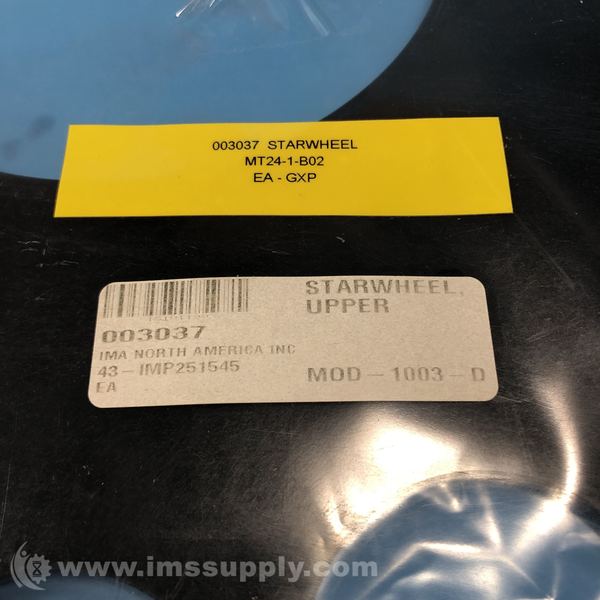 003037 STARWHEEL
MT24-1-B02
EA - GXP
STARWHEEL,
UPPER
003037
IMA NORTH AMERICA INC
43-IMP251545
EA
MOD-1003-D
www.imssupply.com